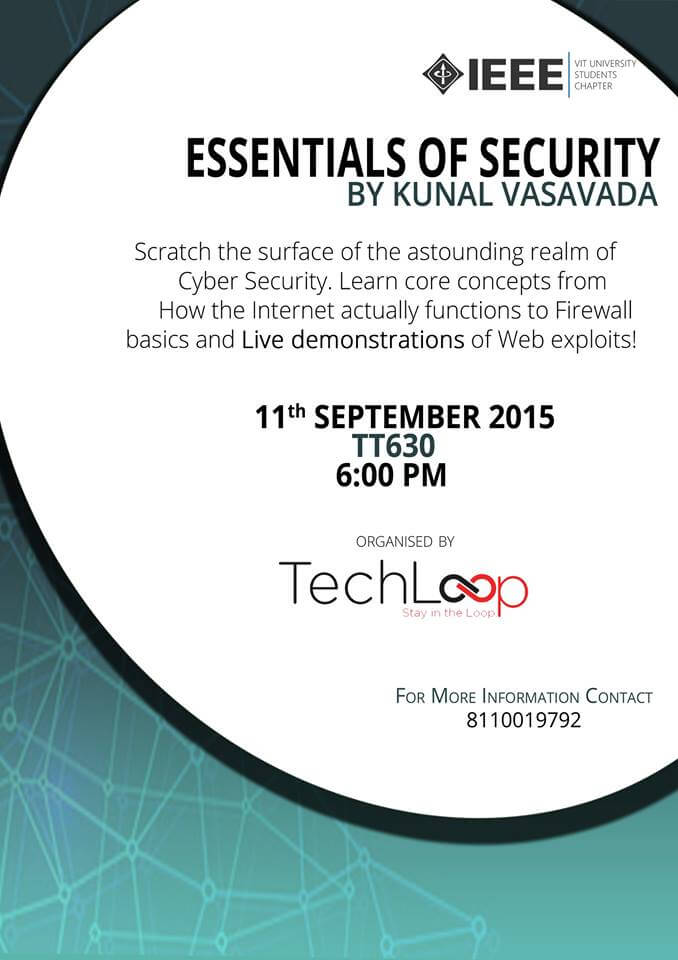 IEEE
VIT UNIVERSITY
STUDENTS
CHAPTER
ESSENTIALS OF SECURITY
BY KUNAL VASAVADA
Scratch the surface of the astounding realm of
Cyber Security. Learn core concepts from
How the Internet actually functions to Firewall
basics and Live demonstrations of Web exploits!
11th SEPTEMBER 2015
TT630
6:00 PM
ORGANISED BY
TechLoop
Stay in the Loop
FOR MORE INFORMATION CONTACT
8110019792